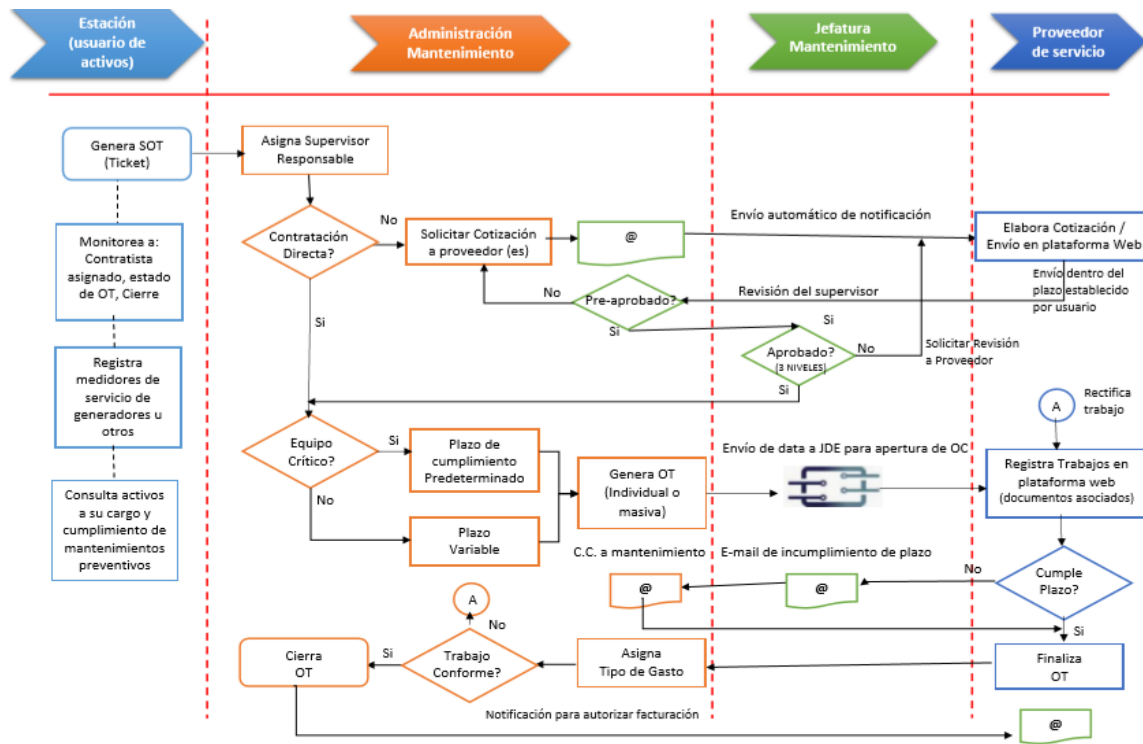 Estación
(usuario de
activos)
Administración
Mantenimiento
Jefatura
Mantenimiento
Proveedor
de servicio
Genera SOT
(Ticket)
Asigna Supervisor
Responsable
Contratación
Directa?
No
Solicitar Cotización
a proveedor (es)
@
Envío automático de notificación
Elabora Cotización /
Envío en plataforma Web
Monitorea a:
Contratista
asignado, estado
de OT, Cierre
Envío dentro del
plazo establecido
por usuario
No
Pre-aprobado?
Revisión del supervisor
Si
Si
Si
Aprobado?
(3 NIVELES)
No
Solicitar Revisión
a Proveedor
Si
Registra
medidores de
servicio de
generadores u
otros
A
Rectifica
trabajo
Equipo
Crítico?
Si
Plazo de
cumplimiento
Predeterminado
Genera OT
(Individual o
masiva)
Envío de data a JDE para apertura de OC
Registra Trabajos en
plataforma web
(documentos asociados)
No
Plazo
Variable
Consulta activos
a su cargo y
cumplimiento de
mantenimientos
preventivos
C.C. a mantenimiento
E-mail de incumplimiento de plazo
@
@
No
Cumple
Plazo?
Si
A
No
Cierra
OT
Si
Trabajo
Conforme?
Asigna
Tipo de Gasto
Finaliza
OT
Notificación para autorizar facturación
@